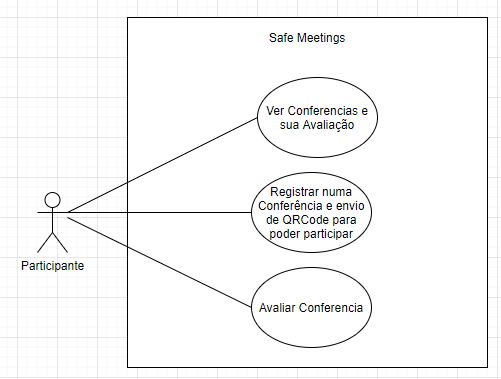 Safe Meetings
Ver Conferencias e
sua Avaliação
Registrar numa
Conferência e envio
de QRCode para
poder participar
Participante
Avaliar Conferencia